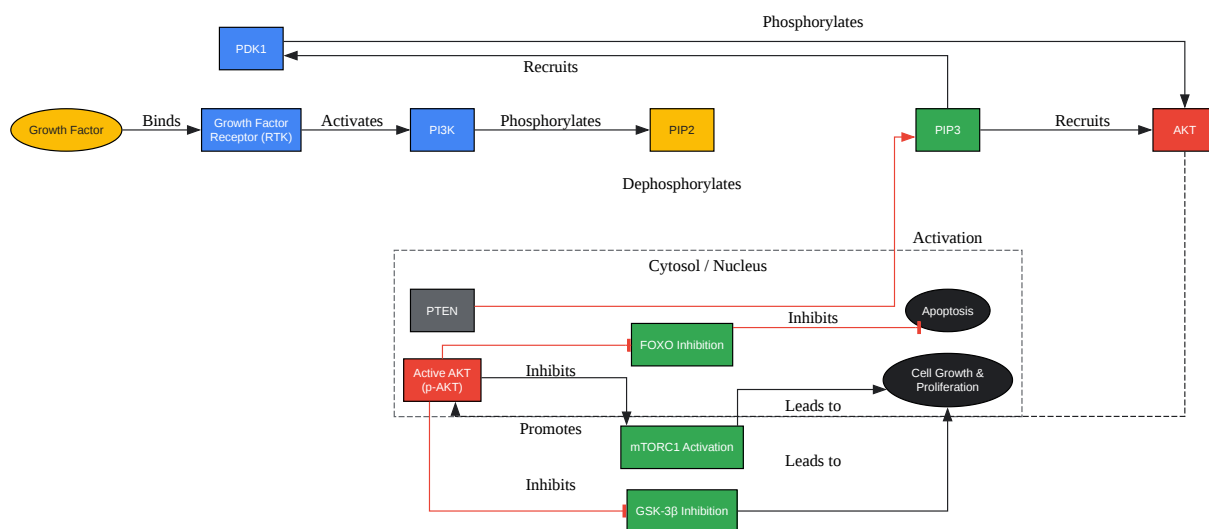 Phosphorylates
PDK1
Recruits
Growth Factor
Binds
Growth Factor
Receptor (RTK)
Activates
PI3K
Phosphorylates
PIP2
PIP3
Recruits
AKT
Dephosphorylates
Activation
Cytosol / Nucleus
PTEN
Apoptosis
Inhibits
FOXO Inhibition
Active AKT
(p-AKT)
Inhibits
Cell Growth &
Proliferation
Leads to
Promotes
mTORC1 Activation
Leads to
Inhibits
GSK-3β Inhibition